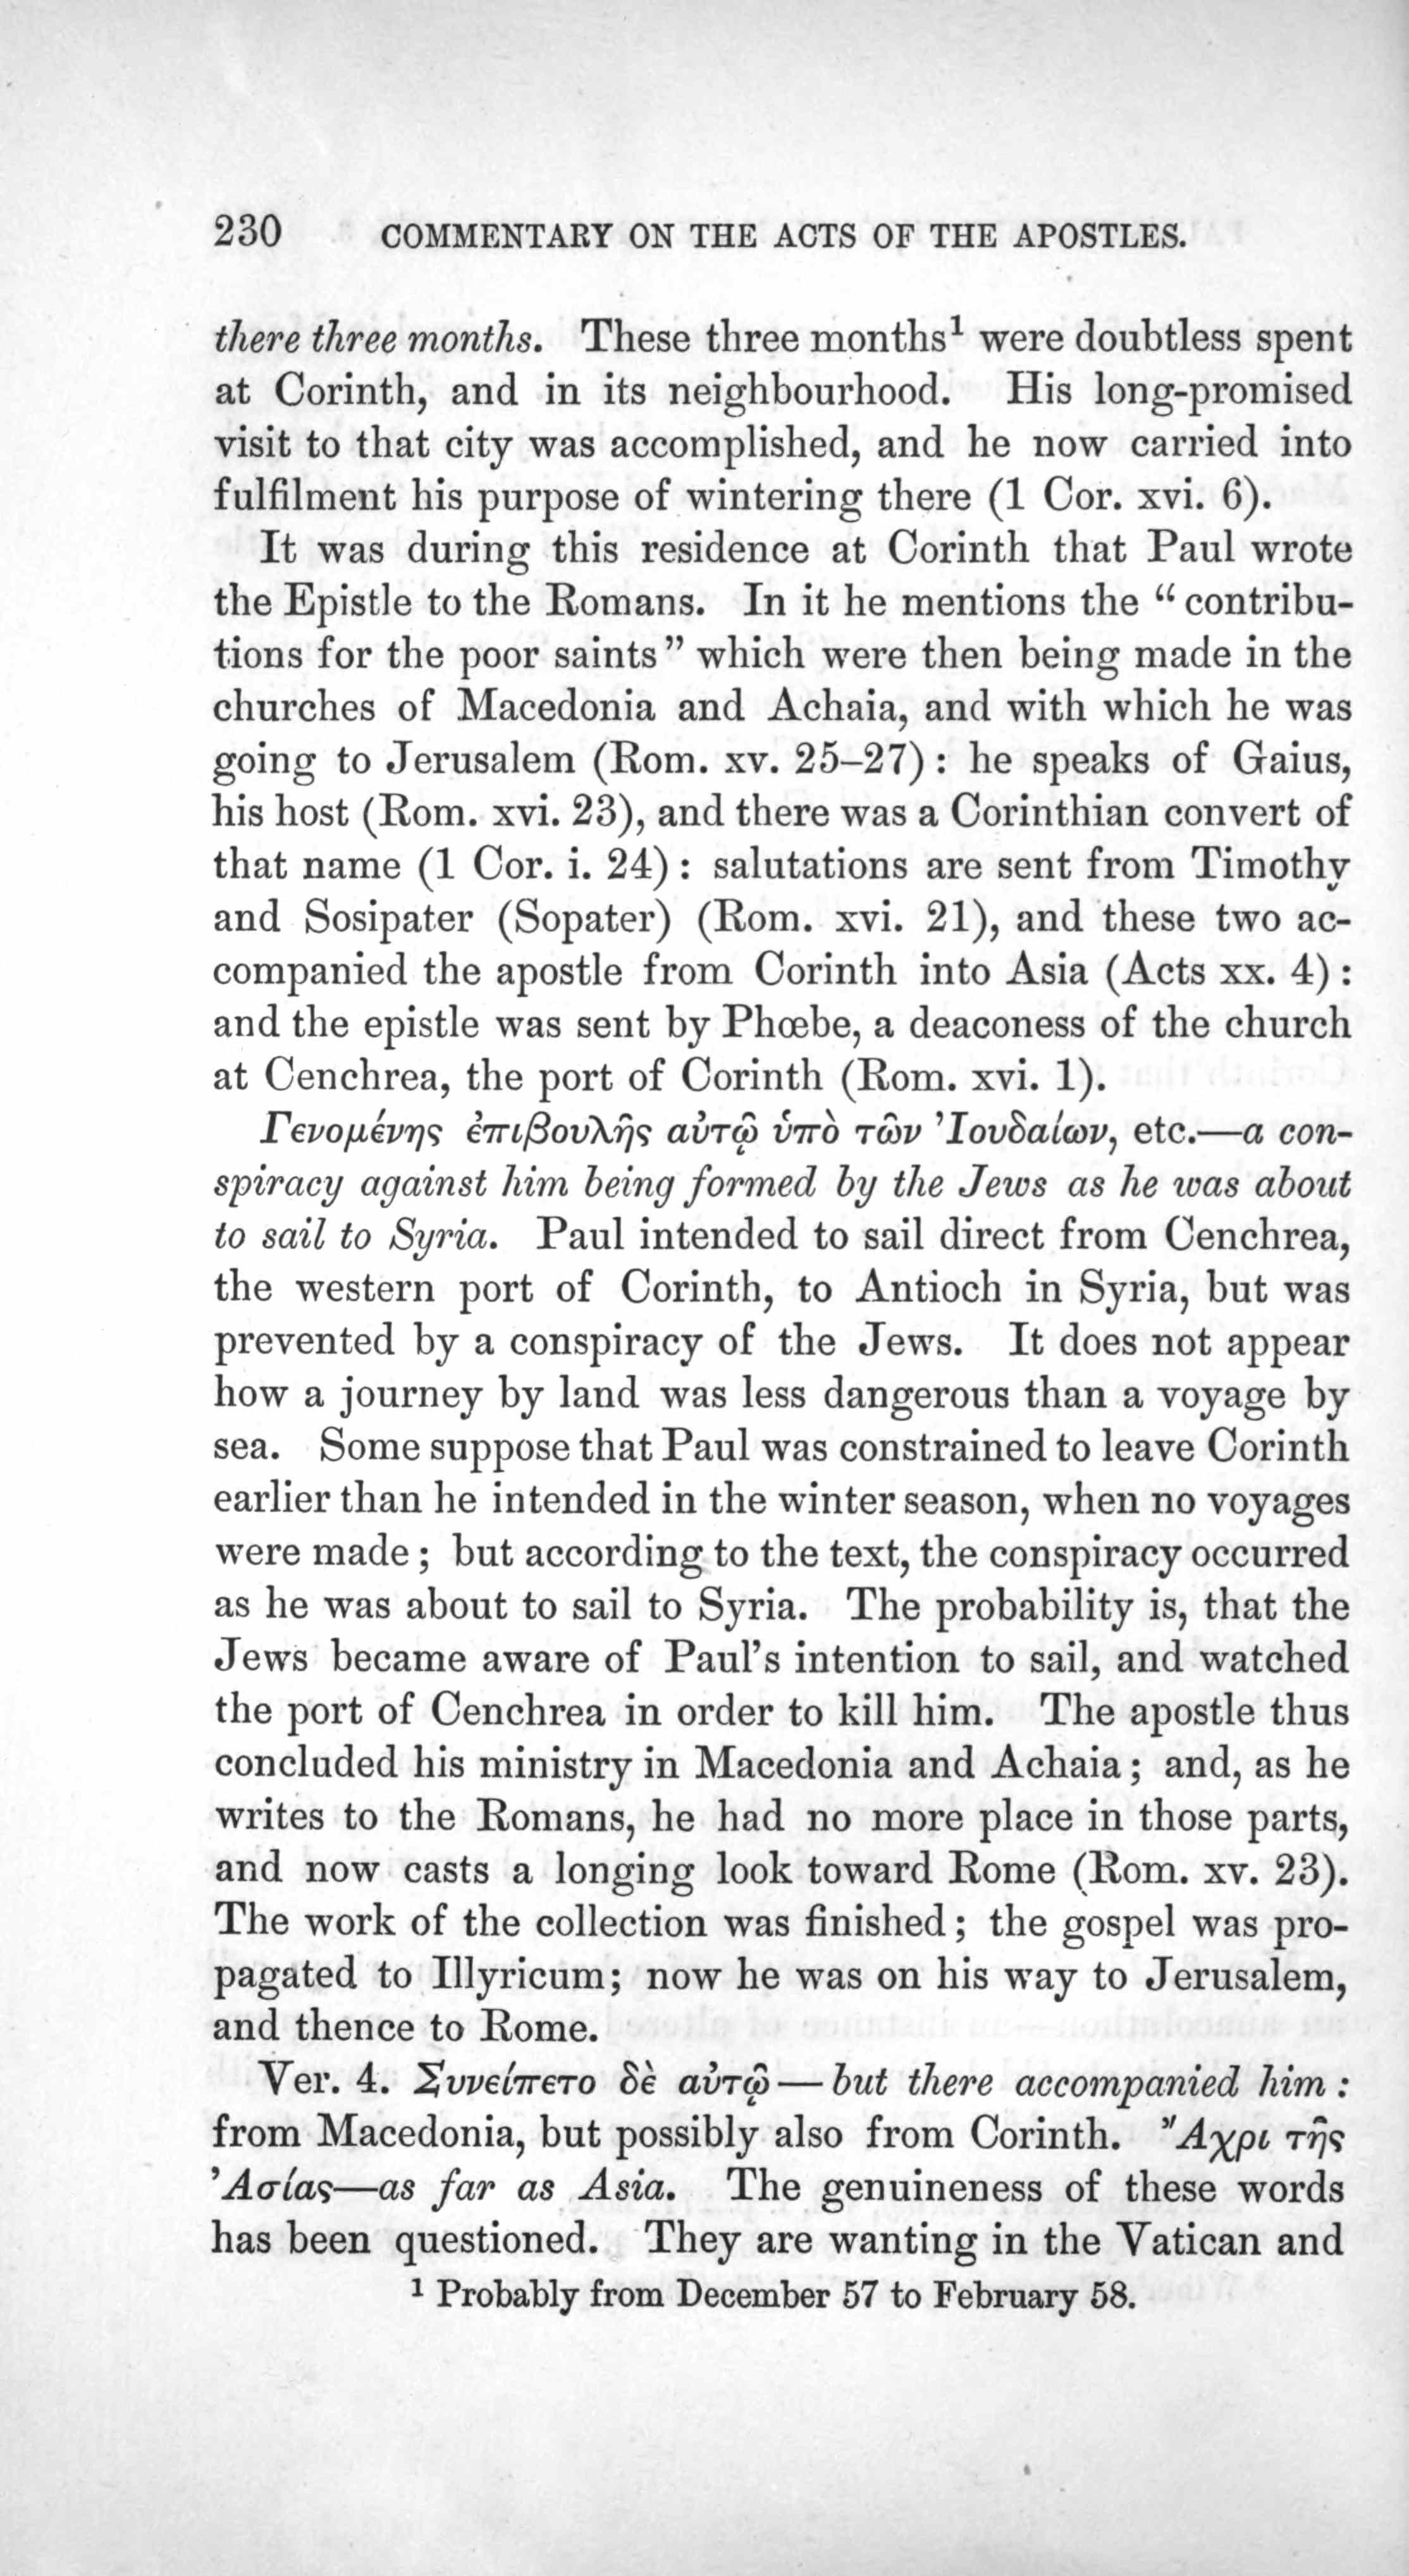 230 COMMENTARY ON THE ACTS OF THE APOSTLES.
there three months. These three months¹ were doubtless spent
at Corinth, and in its neighbourhood. His long-promised
visit to that city was accomplished, and he now carried into
fulfilment his purpose of wintering there (1 Cor. xvi. 6).
It was during this residence at Corinth that Paul wrote
the Epistle to the Romans. In it he mentions the “contribu-
tions for the poor saints” which were then being made in the
churches of Macedonia and Achaia, and with which he was
going to Jerusalem (Rom. xv. 25–27): he speaks of Gaius,
his host (Rom. xvi. 23), and there was a Corinthian convert of
that name (1 Cor. i. 24): salutations are sent from Timothy
and Sosipater (Sopater) (Rom. xvi. 21), and these two ac-
companied the apostle from Corinth into Asia (Acts xx. 4):
and the epistle was sent by Phœbe, a deaconess of the church
at Cenchrea, the port of Corinth (Rom. xvi. 1).
Γενομένης ἐπιβουλῆς αὐτῷ ὑπὸ τῶν Ἰουδαίων, etc.—a con-
spiracy against him being formed by the Jews as he was about
to sail to Syria. Paul intended to sail direct from Cenchrea,
the western port of Corinth, to Antioch in Syria, but was
prevented by a conspiracy of the Jews. It does not appear
how a journey by land was less dangerous than a voyage by
sea. Some suppose that Paul was constrained to leave Corinth
earlier than he intended in the winter season, when no voyages
were made; but according to the text, the conspiracy occurred
as he was about to sail to Syria. The probability is, that the
Jews became aware of Paul's intention to sail, and watched
the port of Cenchrea in order to kill him. The apostle thus
concluded his ministry in Macedonia and Achaia; and, as he
writes to the Romans, he had no more place in those parts,
and now casts a longing look toward Rome (Rom. xv. 23).
The work of the collection was finished; the gospel was pro-
pagated to Illyricum; now he was on his way to Jerusalem,
and thence to Rome.
Ver. 4. Συνείπετο δὲ αὐτῷ—but there accompanied him:
from Macedonia, but possibly also from Corinth. Ἄχρι τῆς
Ἀσίας—as far as Asia. The genuineness of these words
has been questioned. They are wanting in the Vatican and
¹ Probably from December 57 to February 58.